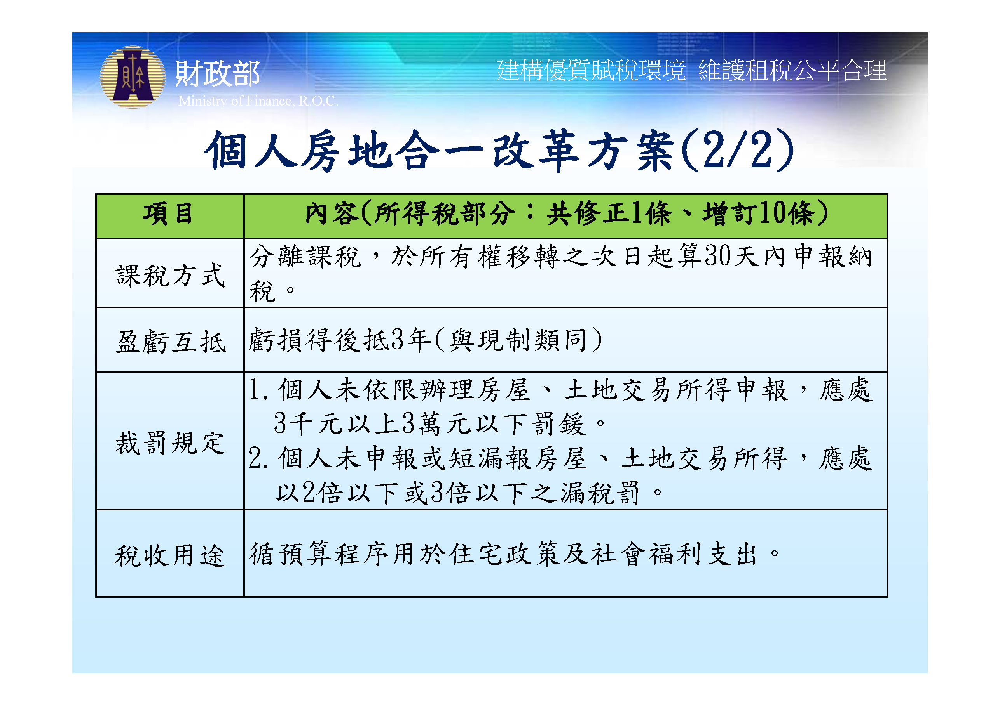 財政部
Ministry of Finance, R.O.C.
建構優質賦稅環境 維護租稅公平合理
個人房地合一改革方案(2/2)
項目
內容(所得稅部分：共修正1條、增訂10條)
課稅方式
分離課稅，於所有權移轉之次日起算30天內申報納
稅。
盈虧互抵
虧損得後抵3年(與現制類同)
裁罰規定
1.個人未依限辦理房屋、土地交易所得申報，應處
3千元以上3萬元以下罰鍰。
2.個人未申報或短漏報房屋、土地交易所得，應處
以2倍以下或3倍以下之漏稅罰。
稅收用途
循預算程序用於住宅政策及社會福利支出。